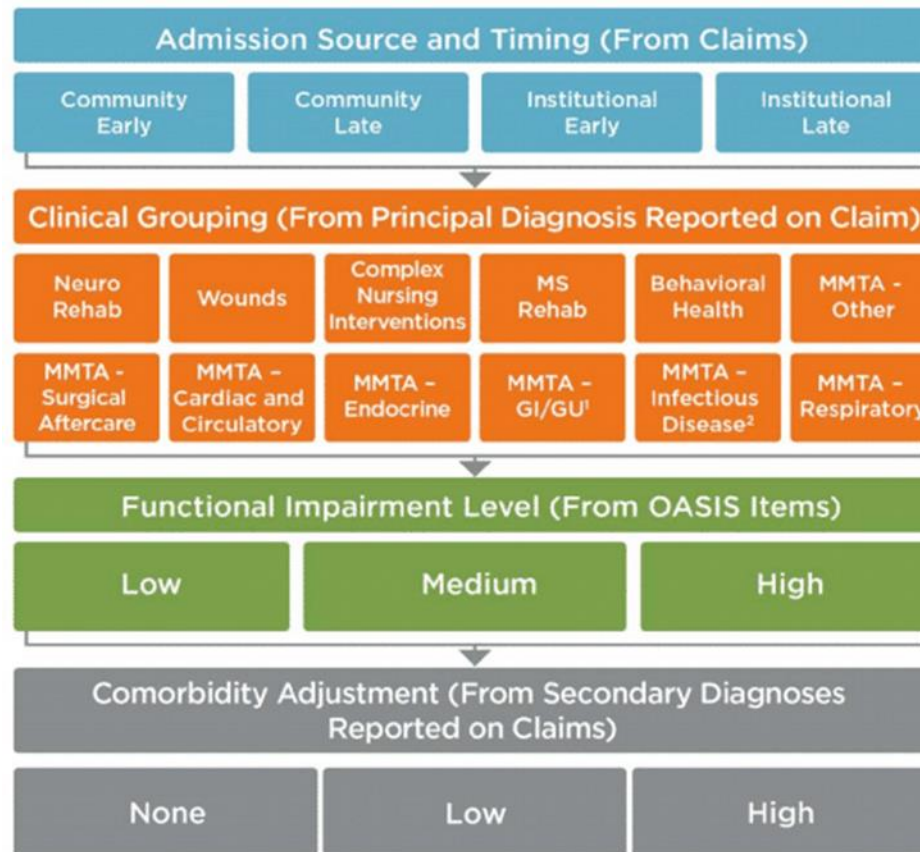 Admission Source and Timing (From Claims)
Community
Early
Community
Late
Institutional
Early
Institutional
Late
Clinical Grouping (From Principal Diagnosis Reported on Claim)
Neuro
Rehab
Wounds
Complex
Nursing
Interventions
MS
Rehab
Behavioral
Health
MMTA -
Other
MMTA -
Surgical
Aftercare
MMTA –
Cardiac and
Circulatory
MMTA –
Endocrine
MMTA –
GI/GU¹
MMTA –
Infectious
Disease²
MMTA –
Respiratory
Functional Impairment Level (From OASIS Items)
Low
Medium
High
Comorbidity Adjustment (From Secondary Diagnoses
Reported on Claims)
None
Low
High